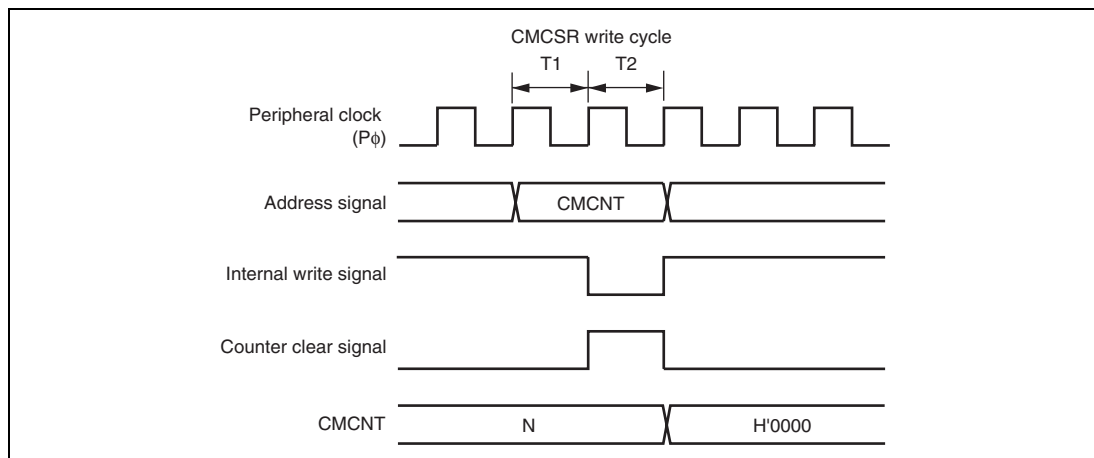 CMCSR write cycle
T1 T2
Peripheral clock
(Pϕ)
Address signal CMCNT
Internal write signal
Counter clear signal
CMCNT N H'0000